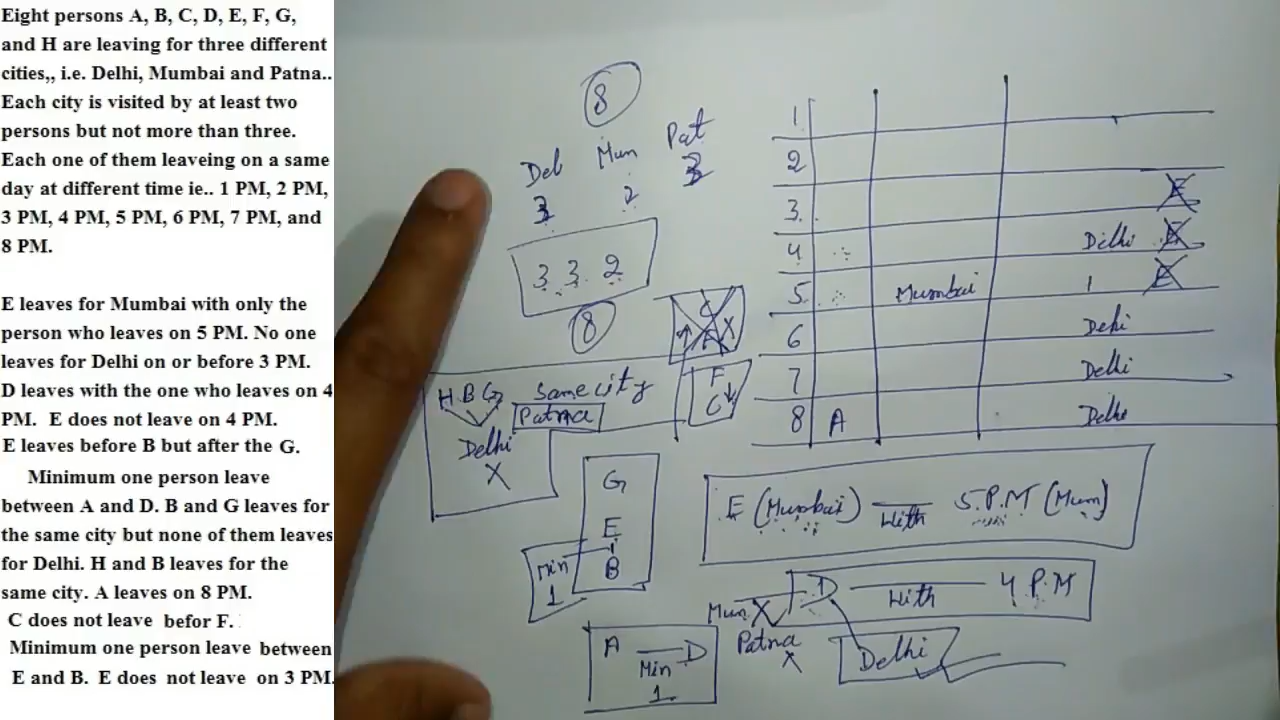 Eight persons A, B, C, D, E, F, G,
and H are leaving for three different
cities,, i.e. Delhi, Mumbai and Patna..
Each city is visited by at least two
persons but not more than three.
Each one of them leaveing on a same
day at different time ie.. 1 PM, 2 PM,
3 PM, 4 PM, 5 PM, 6 PM, 7 PM, and
8 PM.
E leaves for Mumbai with only the
person who leaves on 5 PM. No one
leaves for Delhi on or before 3 PM.
D leaves with the one who leaves on 4
PM. E does not leave on 4 PM.
E leaves before B but after the G.
Minimum one person leave
between A and D. B and G leaves for
the same city but none of them leaves
for Delhi. H and B leaves for the
same city. A leaves on 8 PM.
C does not leave befor F.
Minimum one person leave between
E and B. E does not leave on 3 PM.
8
Del Mun Pat
3 2 3
3 3 2
8
H B G Same city
Patna
Delhi
X
F
C
G
E
B
Min
1
A D
Min
1
1
2
3
4 Delhi
5 Mumbai 1
6 Dehi
7 Delhi
8 A Delhi
E (Mumbai) With 5 P.M (Mum)
D With 4 P.M
Mun X
Patna
X
Delhi